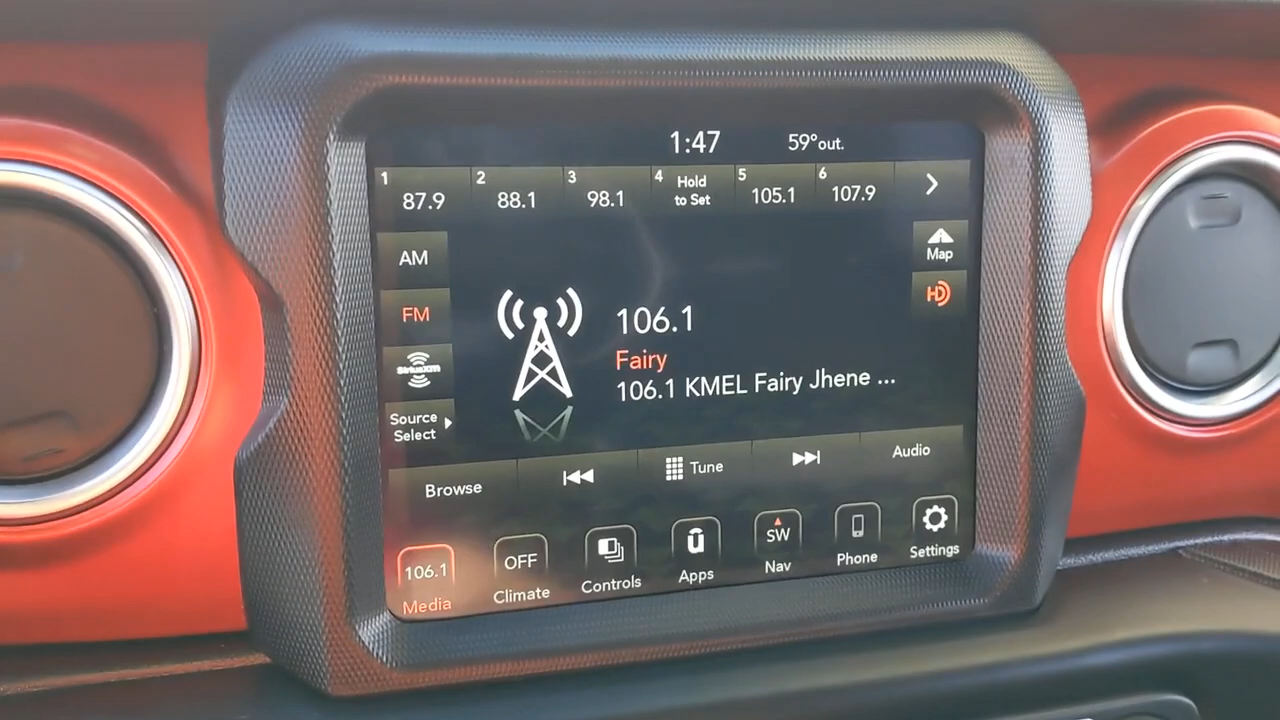 1:47 59°out.
1 87.9 2 88.1 3 98.1 4 Hold to Set 5 105.1 6 107.9
AM
Map
FM
HD
106.1
Fairy
SiriusXM
106.1 KMEL Fairy Jhene ...
Source
Select
Browse Tune Audio
106.1 OFF SW
Media Climate Controls Apps Nav Phone Settings